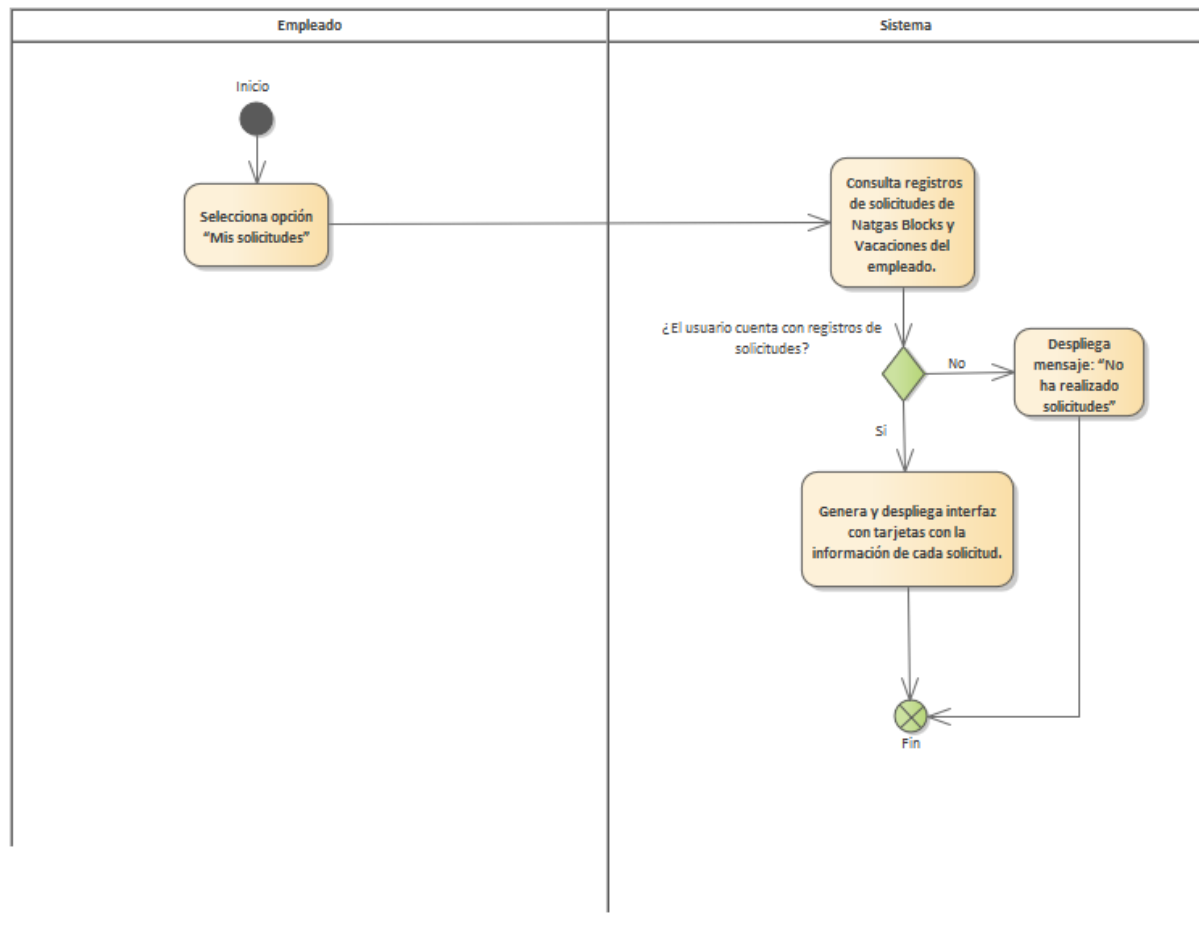 Empleado
Sistema
Inicio
Selecciona opción
“Mis solicitudes”
Consulta registros
de solicitudes de
Natgas Blocks y
Vacaciones del
empleado.
¿El usuario cuenta con registros de
solicitudes?
No
Despliega
mensaje: “No
ha realizado
solicitudes”
Si
Genera y despliega interfaz
con tarjetas con la
información de cada solicitud.
Fin